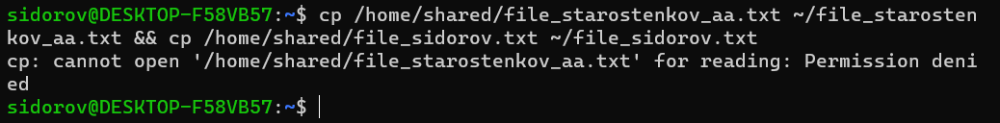 sidorov@DESKTOP-F58VB57:~$ cp /home/shared/file_starostenkov_aa.txt ~/file_starosten
kov_aa.txt && cp /home/shared/file_sidorov.txt ~/file_sidorov.txt
cp: cannot open '/home/shared/file_starostenkov_aa.txt' for reading: Permission deni
ed
sidorov@DESKTOP-F58VB57:~$